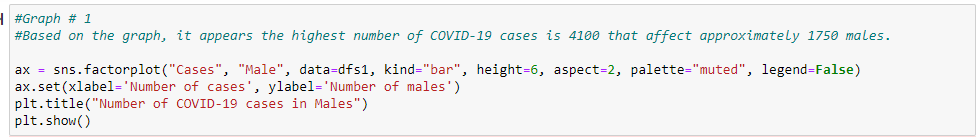 #Graph # 1
#Based on the graph, it appears the highest number of COVID-19 cases is 4100 that affect approximately 1750 males.
ax = sns.factorplot("Cases", "Male", data=dfs1, kind="bar", height=6, aspect=2, palette="muted", legend=False)
ax.set(xlabel='Number of cases', ylabel='Number of males')
plt.title("Number of COVID-19 cases in Males")
plt.show()